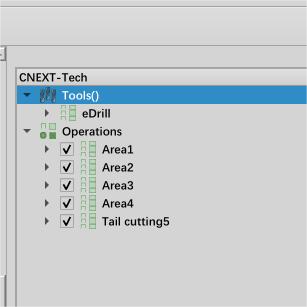 CNEXT-Tech
Tools()
eDrill
Operations
Area1
Area2
Area3
Area4
Tail cutting5